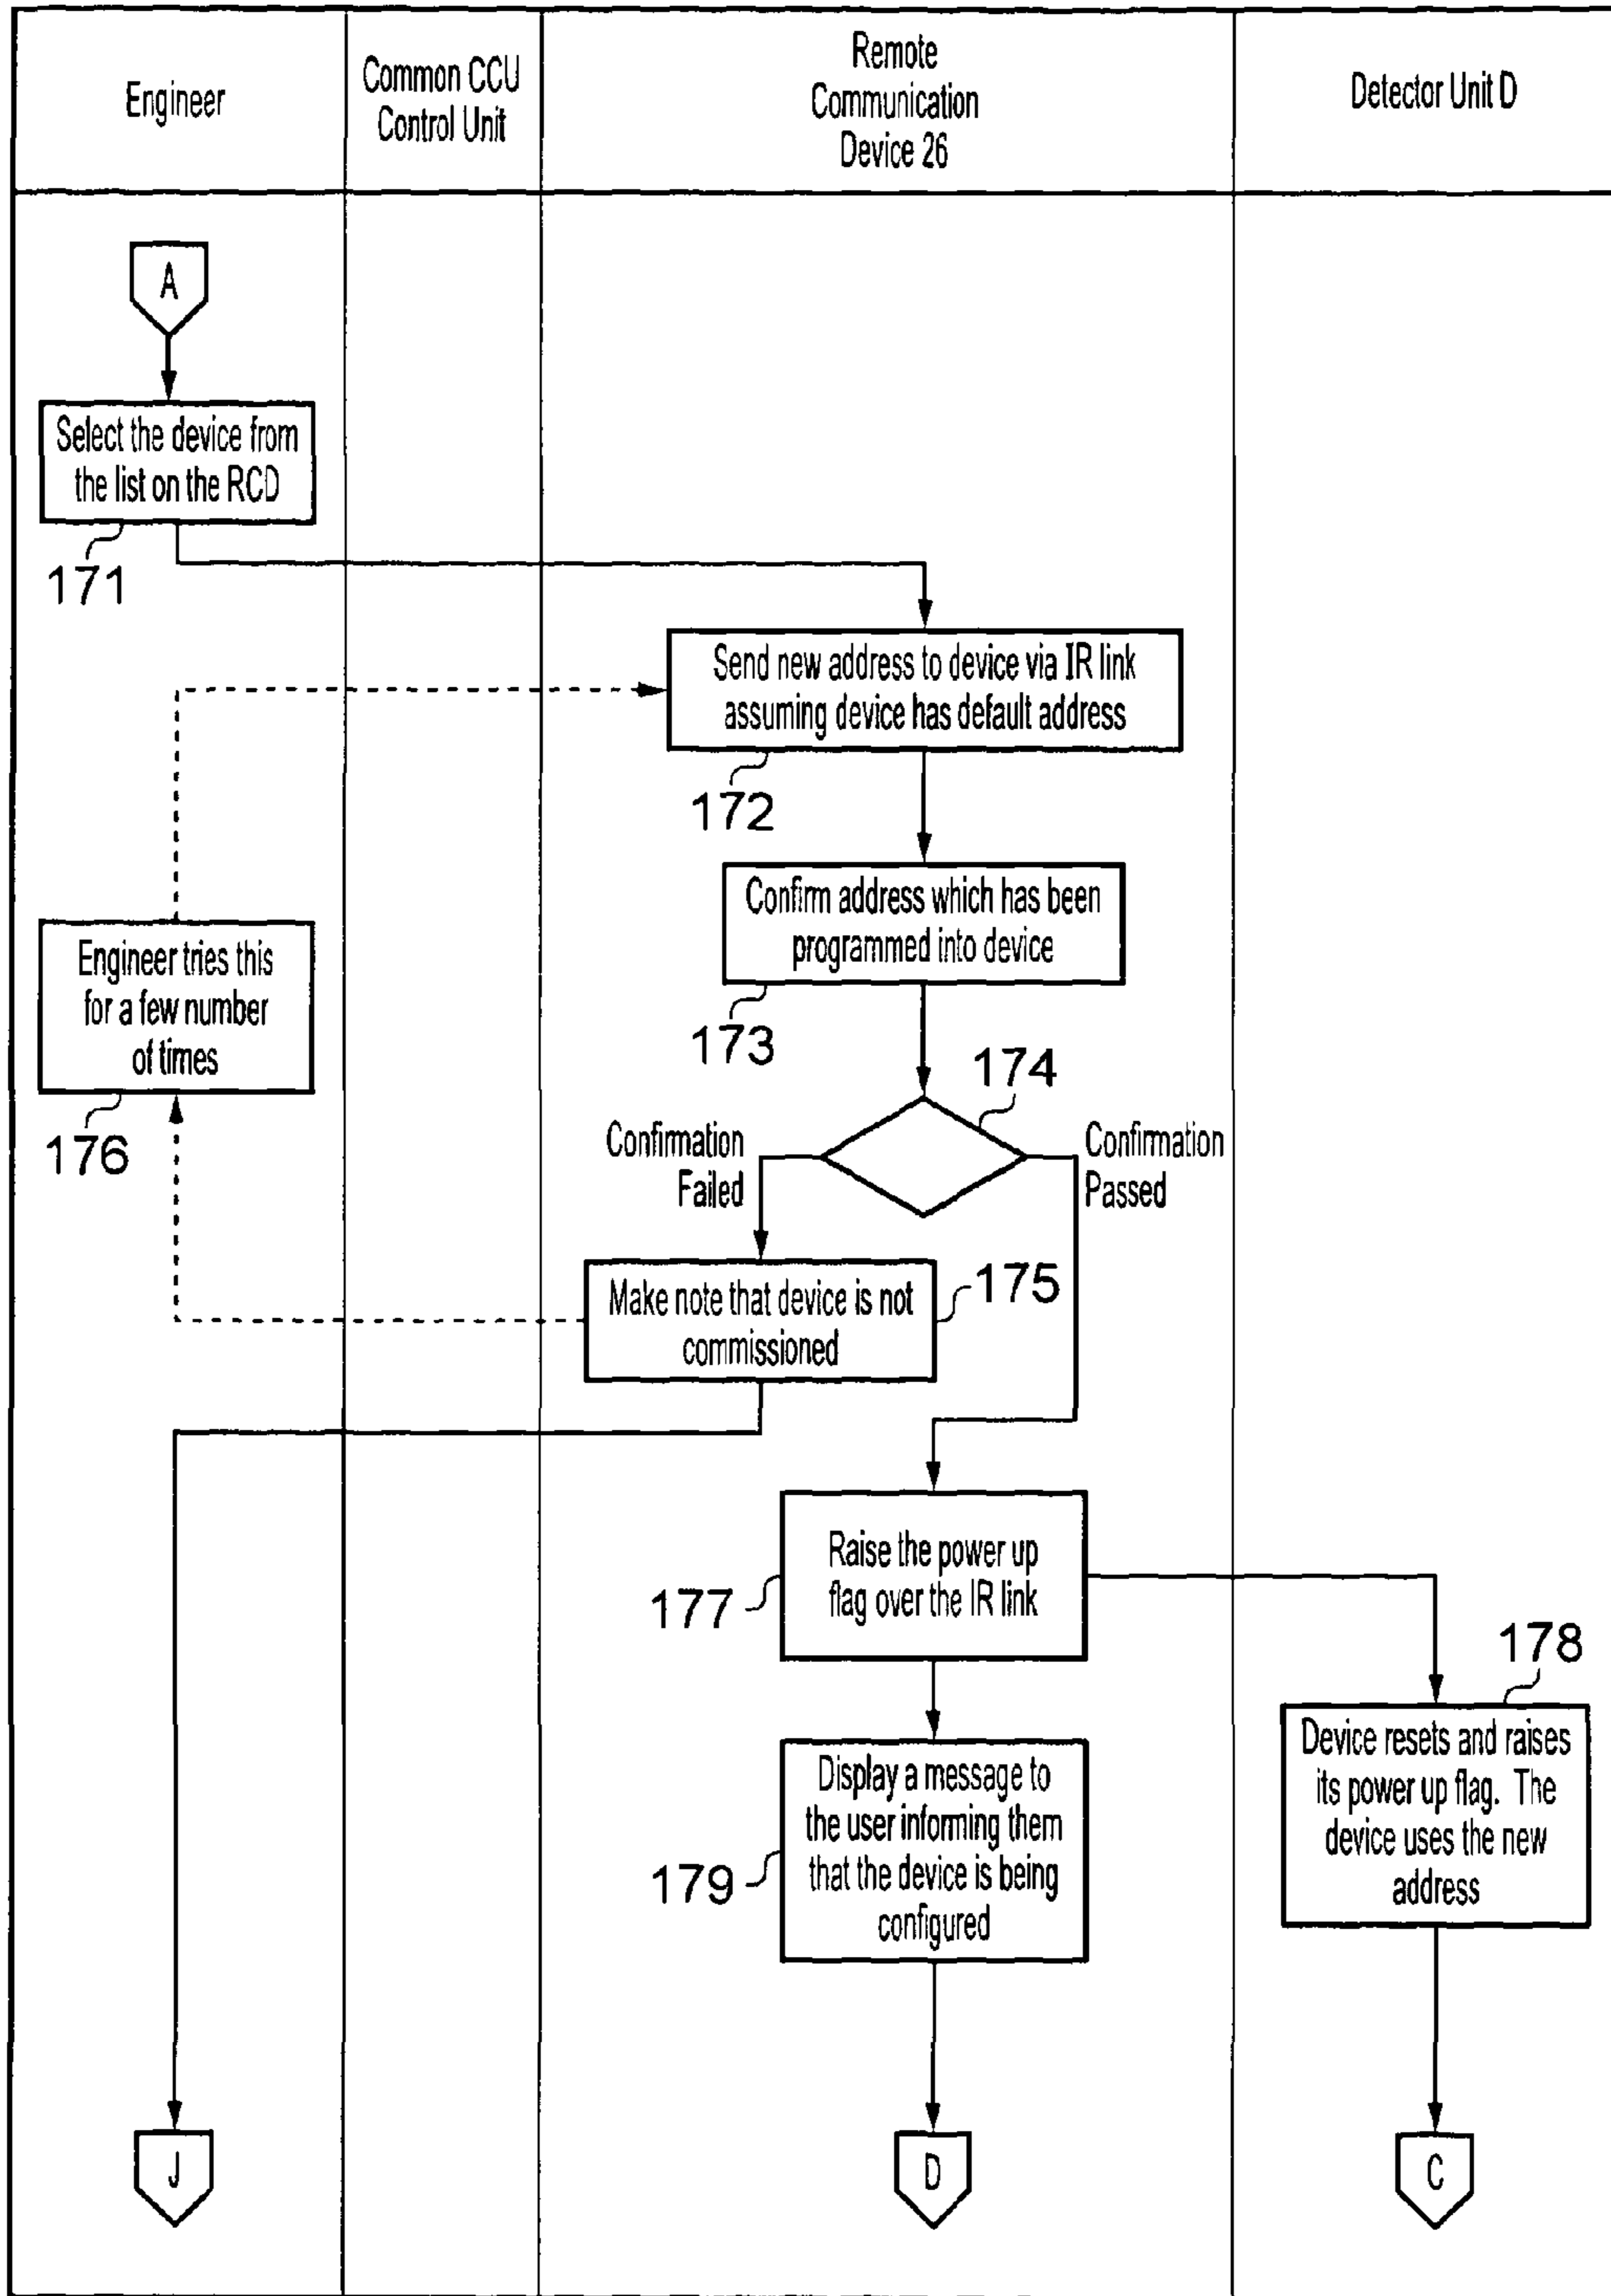 Engineer
Common CCU
Control Unit
Remote
Communication
Device 26
Detector Unit D
A
Select the device from
the list on the RCD
171
Send new address to device via IR link
assuming device has default address
172
Confirm address which has been
programmed into device
173
Engineer tries this
for a few number
of times
176
174
Confirmation
Failed
Confirmation
Passed
Make note that device is not
commissioned
175
Raise the power up
flag over the IR link
177
178
Device resets and raises
its power up flag. The
device uses the new
address
Display a message to
the user informing them
that the device is being
configured
179
J
D
C